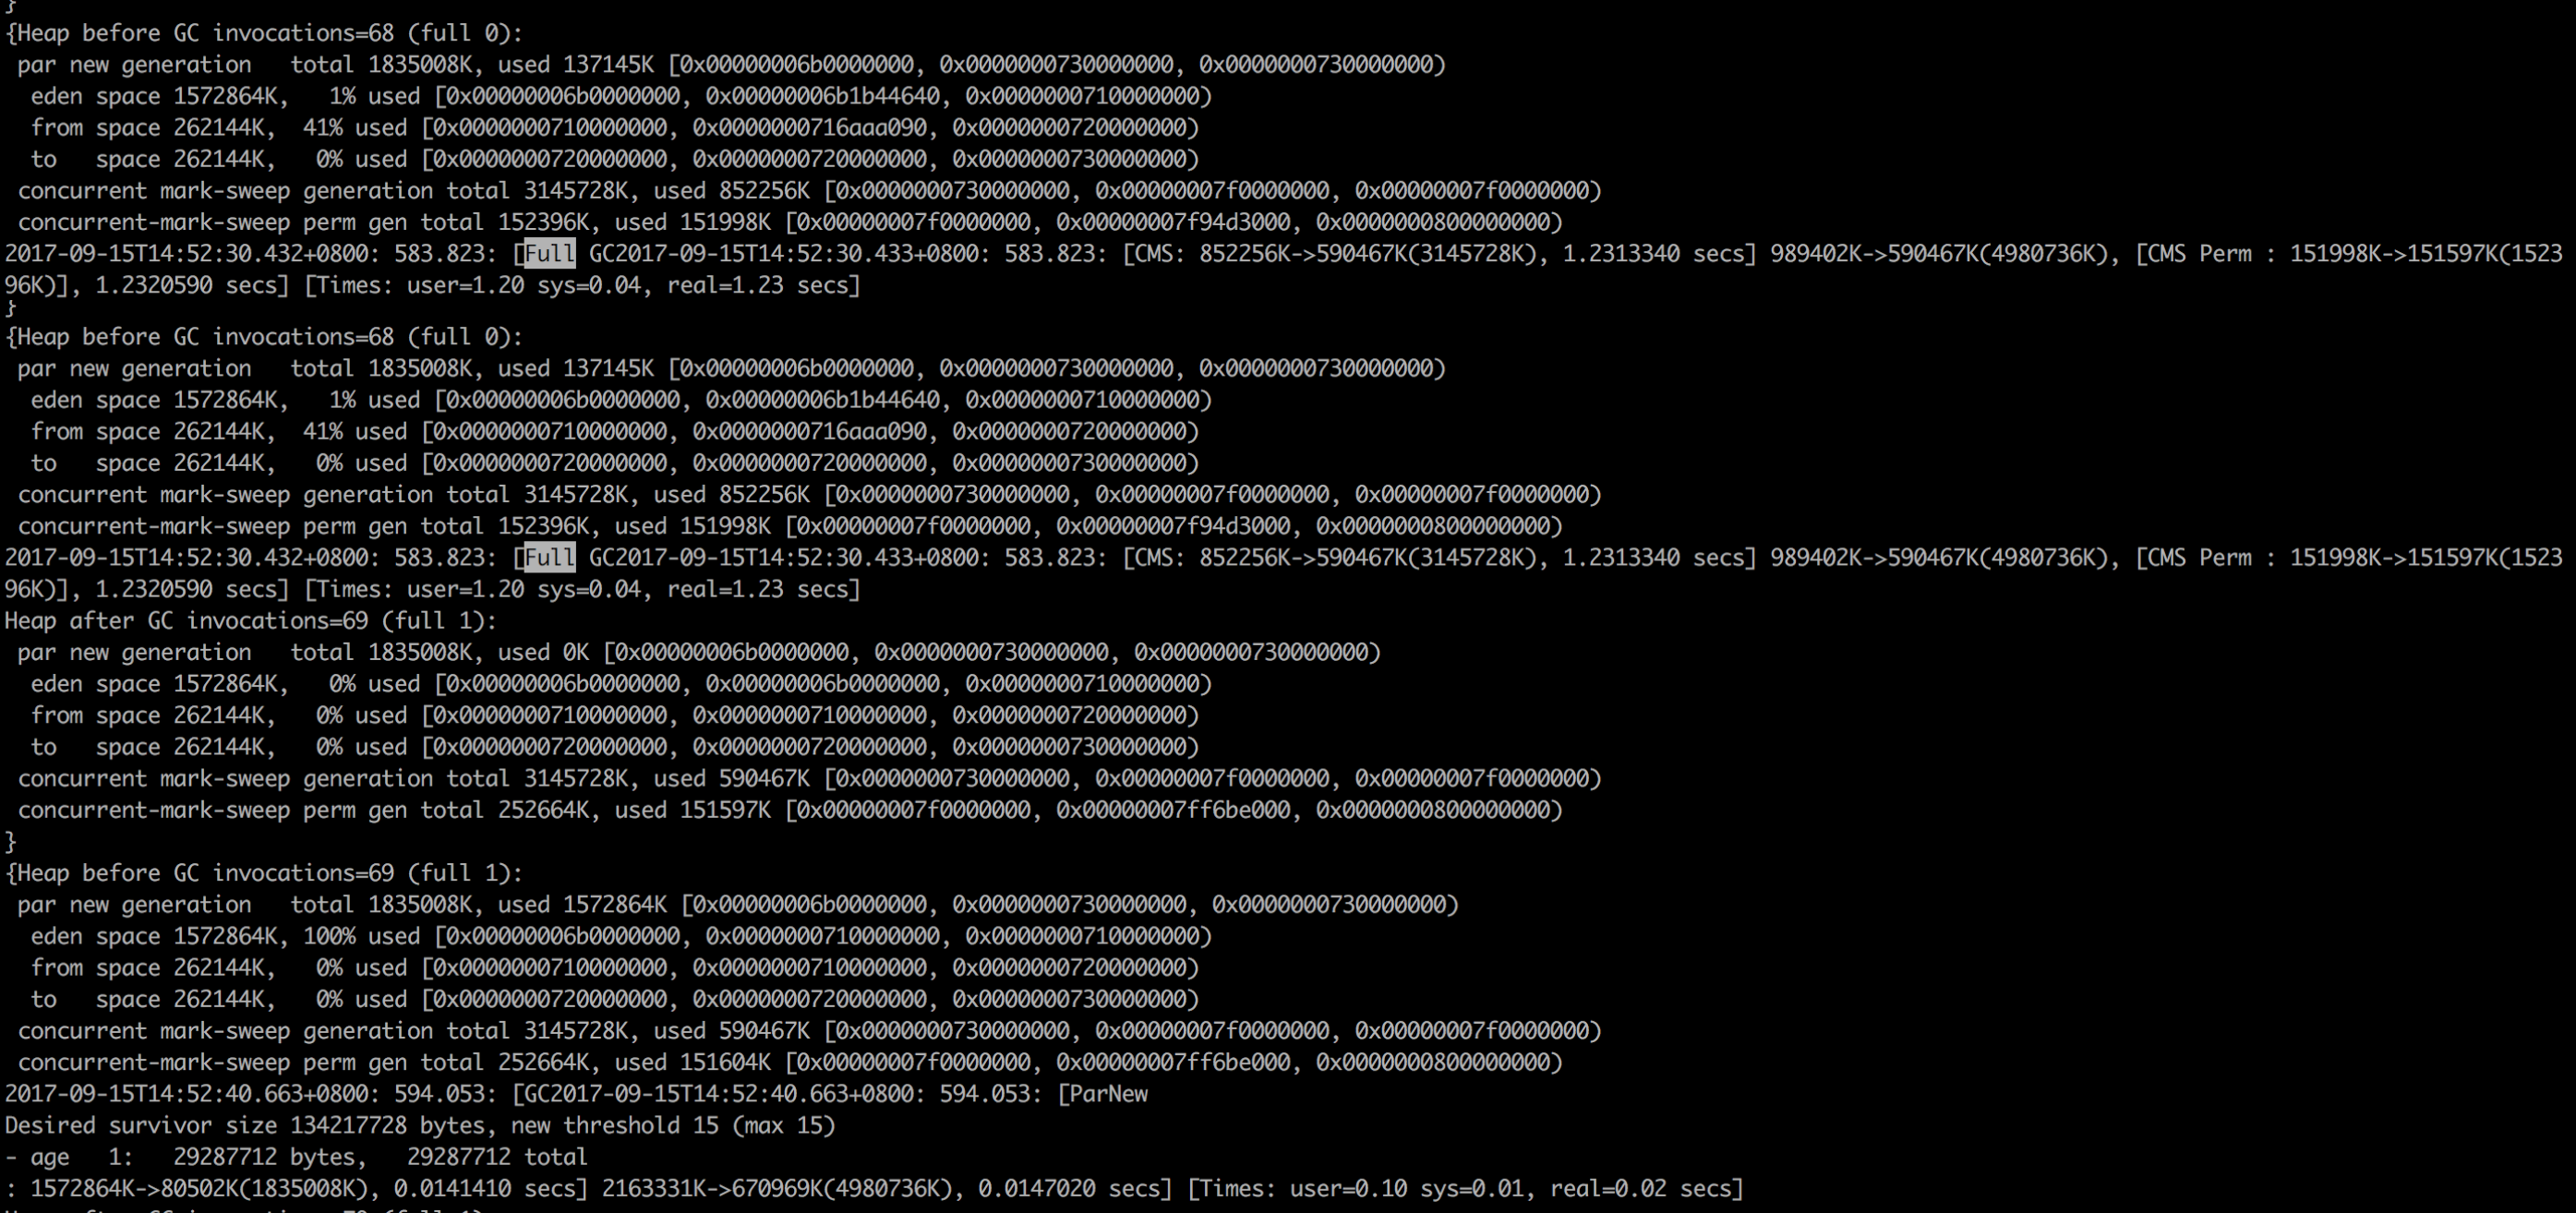 }
{Heap before GC invocations=68 (full 0):
 par new generation   total 1835008K, used 137145K [0x00000006b0000000, 0x0000000730000000, 0x0000000730000000)
  eden space 1572864K,   1% used [0x00000006b0000000, 0x00000006b1b44640, 0x0000000710000000)
  from space 262144K,  41% used [0x0000000710000000, 0x0000000716aaa090, 0x0000000720000000)
  to   space 262144K,   0% used [0x0000000720000000, 0x0000000720000000, 0x0000000730000000)
 concurrent mark-sweep generation total 3145728K, used 852256K [0x0000000730000000, 0x00000007f0000000, 0x00000007f0000000)
 concurrent-mark-sweep perm gen total 152396K, used 151998K [0x00000007f0000000, 0x00000007f94d3000, 0x0000000800000000)
2017-09-15T14:52:30.432+0800: 583.823: [Full GC2017-09-15T14:52:30.433+0800: 583.823: [CMS: 852256K->590467K(3145728K), 1.2313340 secs] 989402K->590467K(4980736K), [CMS Perm : 151998K->151597K(1523
96K)], 1.2320590 secs] [Times: user=1.20 sys=0.04, real=1.23 secs]
}
{Heap before GC invocations=68 (full 0):
 par new generation   total 1835008K, used 137145K [0x00000006b0000000, 0x0000000730000000, 0x0000000730000000)
  eden space 1572864K,   1% used [0x00000006b0000000, 0x00000006b1b44640, 0x0000000710000000)
  from space 262144K,  41% used [0x0000000710000000, 0x0000000716aaa090, 0x0000000720000000)
  to   space 262144K,   0% used [0x0000000720000000, 0x0000000720000000, 0x0000000730000000)
 concurrent mark-sweep generation total 3145728K, used 852256K [0x0000000730000000, 0x00000007f0000000, 0x00000007f0000000)
 concurrent-mark-sweep perm gen total 152396K, used 151998K [0x00000007f0000000, 0x00000007f94d3000, 0x0000000800000000)
2017-09-15T14:52:30.432+0800: 583.823: [Full GC2017-09-15T14:52:30.433+0800: 583.823: [CMS: 852256K->590467K(3145728K), 1.2313340 secs] 989402K->590467K(4980736K), [CMS Perm : 151998K->151597K(1523
96K)], 1.2320590 secs] [Times: user=1.20 sys=0.04, real=1.23 secs]
Heap after GC invocations=69 (full 1):
 par new generation   total 1835008K, used 0K [0x00000006b0000000, 0x0000000730000000, 0x0000000730000000)
  eden space 1572864K,   0% used [0x00000006b0000000, 0x00000006b0000000, 0x0000000710000000)
  from space 262144K,   0% used [0x0000000710000000, 0x0000000710000000, 0x0000000720000000)
  to   space 262144K,   0% used [0x0000000720000000, 0x0000000720000000, 0x0000000730000000)
 concurrent mark-sweep generation total 3145728K, used 590467K [0x0000000730000000, 0x00000007f0000000, 0x00000007f0000000)
 concurrent-mark-sweep perm gen total 252664K, used 151597K [0x00000007f0000000, 0x00000007ff6be000, 0x0000000800000000)
}
{Heap before GC invocations=69 (full 1):
 par new generation   total 1835008K, used 1572864K [0x00000006b0000000, 0x0000000730000000, 0x0000000730000000)
  eden space 1572864K, 100% used [0x00000006b0000000, 0x0000000710000000, 0x0000000710000000)
  from space 262144K,   0% used [0x0000000710000000, 0x0000000710000000, 0x0000000720000000)
  to   space 262144K,   0% used [0x0000000720000000, 0x0000000720000000, 0x0000000730000000)
 concurrent mark-sweep generation total 3145728K, used 590467K [0x0000000730000000, 0x00000007f0000000, 0x00000007f0000000)
 concurrent-mark-sweep perm gen total 252664K, used 151604K [0x00000007f0000000, 0x00000007ff6be000, 0x0000000800000000)
2017-09-15T14:52:40.663+0800: 594.053: [GC2017-09-15T14:52:40.663+0800: 594.053: [ParNew
Desired survivor size 134217728 bytes, new threshold 15 (max 15)
- age   1:   29287712 bytes,   29287712 total
: 1572864K->80502K(1835008K), 0.0141410 secs] 2163331K->670969K(4980736K), 0.0147020 secs] [Times: user=0.10 sys=0.01, real=0.02 secs]